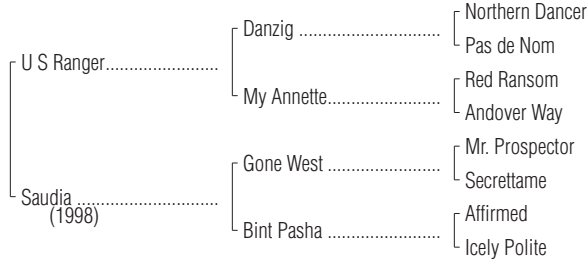 Northern Dancer
Danzig ................................
Pas de Nom
U S Ranger.........................
Red Ransom
My Annette..........................
Andover Way
Mr. Prospector
Gone West .........................
Secrettame
Saudia ................................
(1998)
Affirmed
Bint Pasha .........................
Icely Polite